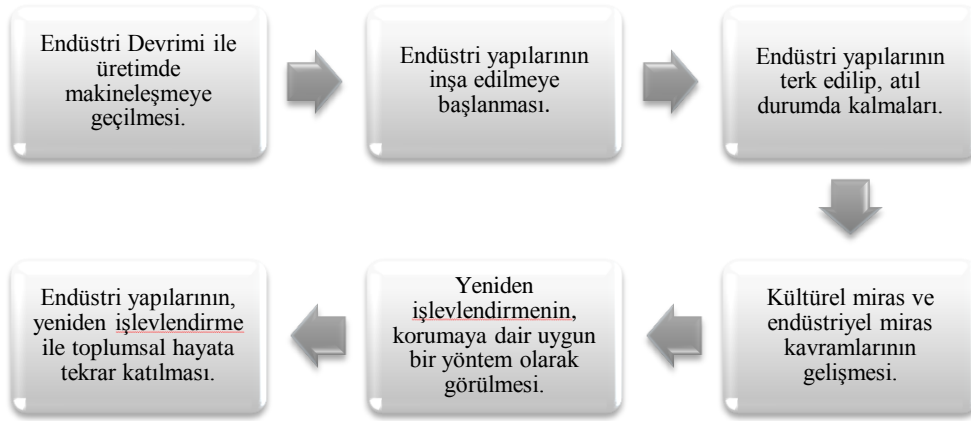 Endüstri Devrimi ile
üretimde
makineleşmeye
geçilmesi.
Endüstri yapılarının
inşa edilmeye
başlanması.
Endüstri yapılarının
terk edilip, atıl
durumda kalmaları.
Kültürel miras ve
endüstriyel miras
kavramlarının
gelişmesi.
Yeniden
işlevlendirmenin,
korumaya dair uygun
bir yöntem olarak
görülmesi.
Endüstri yapılarının,
yeniden işlevlendirme
ile toplumsal hayata
tekrar katılması.